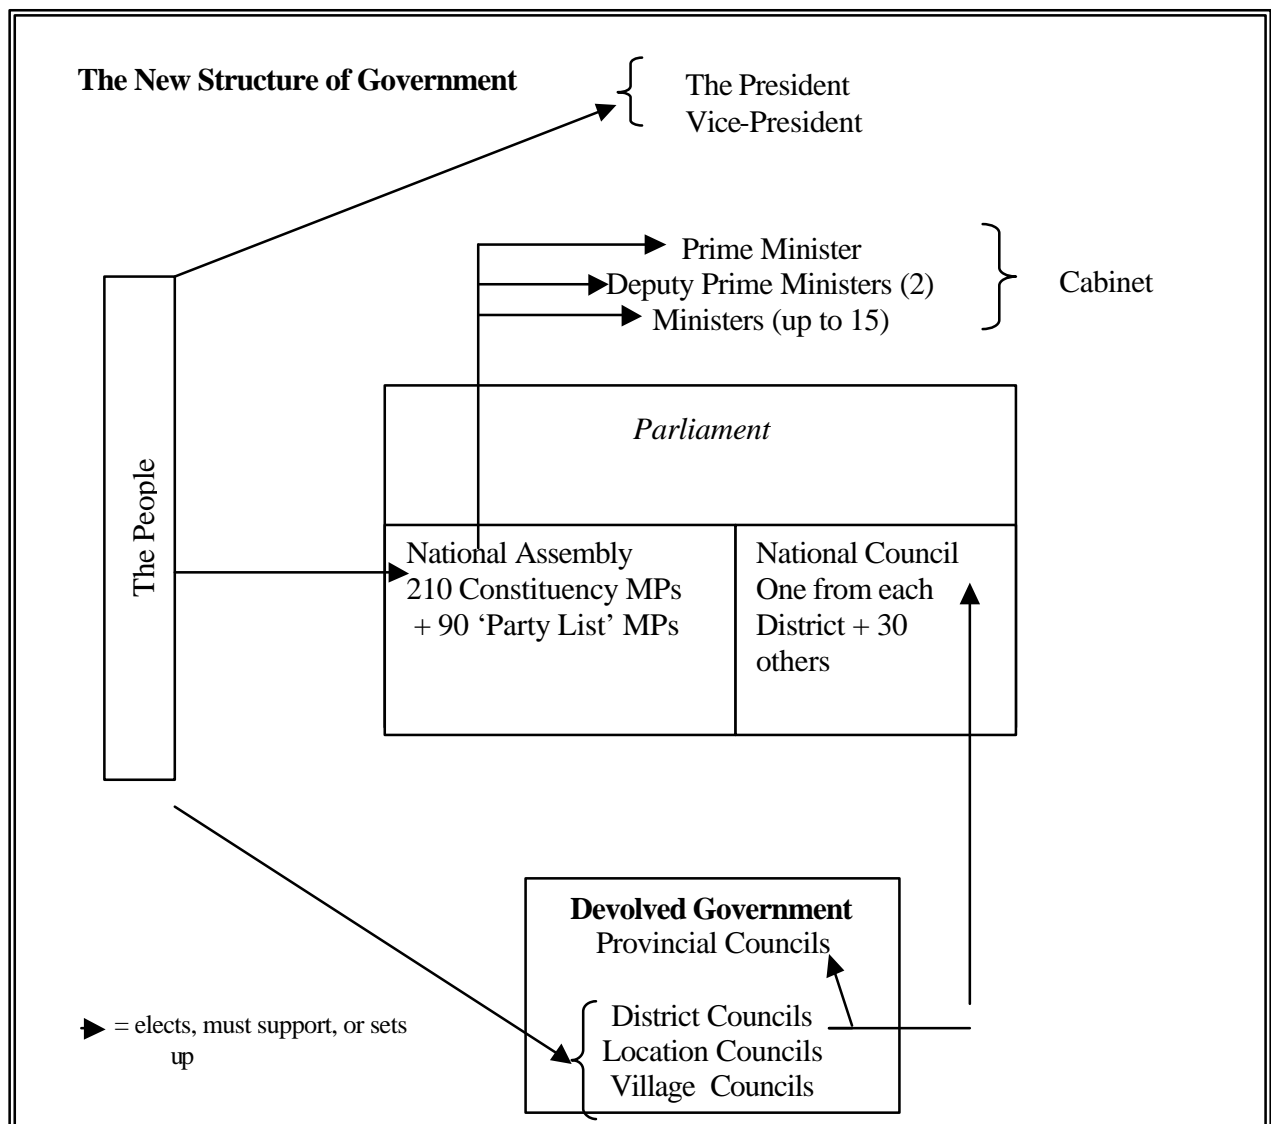 The New Structure of Government
The President
Vice-President
Prime Minister
Deputy Prime Ministers (2)
Ministers (up to 15)
Cabinet
The People
Parliament
National Assembly
210 Constituency MPs
+ 90 ‘Party List’ MPs
National Council
One from each
District + 30
others
Devolved Government
Provincial Councils
District Councils
Location Councils
Village Councils
= elects, must support, or sets
up